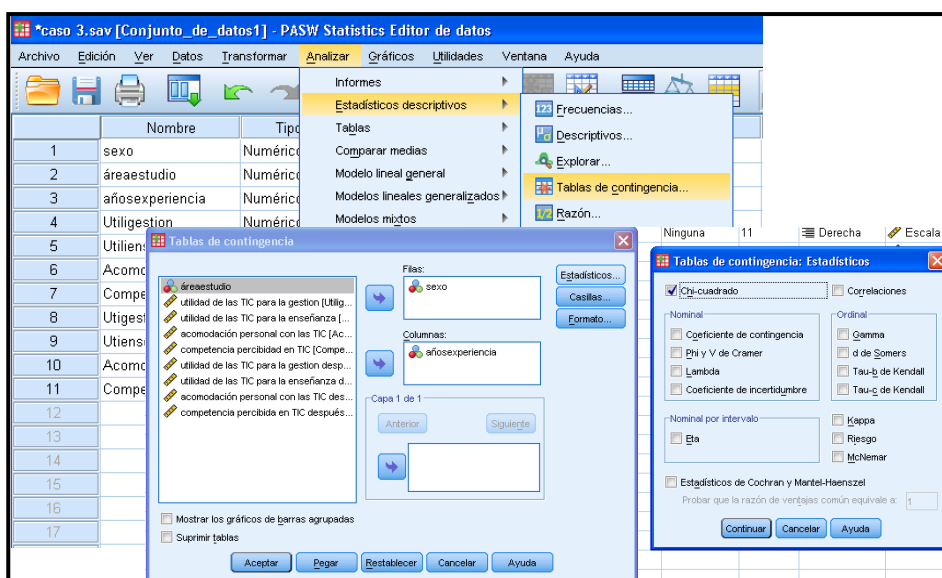 *caso 3.sav [Conjunto_de_datos1] - PASW Statistics Editor de datos
Archivo Edición Ver Datos Transformar Analizar Gráficos Utilidades Ventana Ayuda
Informes
Estadísticos descriptivos
Tablas
Comparar medias
Modelo lineal general
Modelos lineales generalizados
Modelos mixtos
123 Frecuencias...
Descriptivos...
Explorar...
Tablas de contingencia...
1/2 Razón...
Nombre Tipo
1 sexo Numérico
2 áreaestudio Numérico
3 añosexperiencia Numérico
4 Utiligestion Numérico
5 Utiliens
6 Acomo
7 Compe
8 Utiges
9 Utiens
10 Acomo
11 Compe
12
13
14
15
16
17
Ninguna 11 Derecha Escala
Tablas de contingencia
áreaestudio
utilidad de las TIC para la gestion [Utilig...
utilidad de las TIC para la enseñanza [...
acomodación personal con las TIC [Ac...
competencia percibida en TIC [Compe...
utilidad de las TIC para la gestion desp...
utilidad de las TIC para la enseñanza d...
acomodación personal con las TIC des...
competencia percibida en TIC después...
Filas:
sexo
Columnas:
añosexperiencia
Capa 1 de 1
Anterior Siguiente
Estadísticos...
Casillas...
Formato...
Mostrar los gráficos de barras agrupadas
Suprimir tablas
Aceptar Pegar Restablecer Cancelar Ayuda
Tablas de contingencia: Estadísticos
Chi-cuadrado Correlaciones
Nominal
Coeficiente de contingencia
Phi y V de Cramer
Lambda
Coeficiente de incertidumbre
Ordinal
Gamma
d de Somers
Tau-b de Kendall
Tau-c de Kendall
Nominal por intervalo
Eta
Kappa
Riesgo
McNemar
Estadísticos de Cochran y Mantel-Haenszel
Probar que la razón de ventajas común equivale a: 1
Continuar Cancelar Ayuda